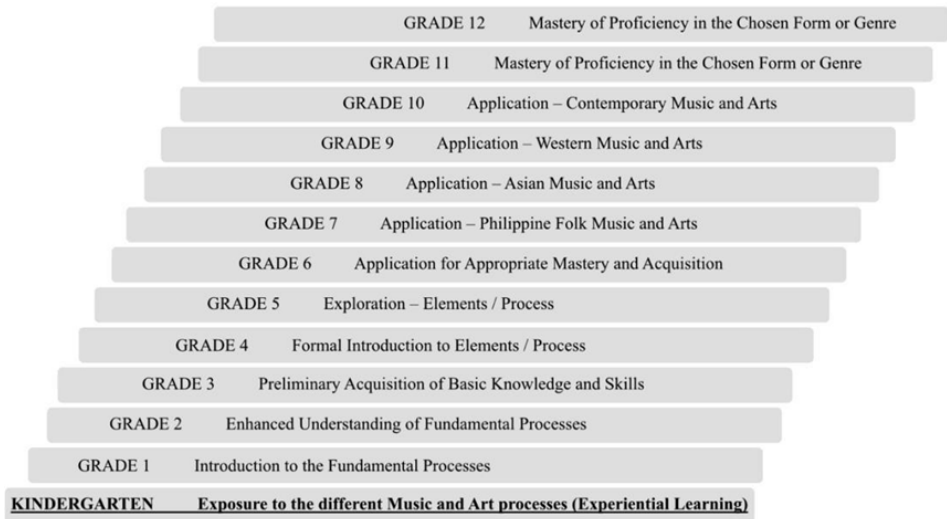 GRADE 12 Mastery of Proficiency in the Chosen Form or Genre
GRADE 11 Mastery of Proficiency in the Chosen Form or Genre
GRADE 10 Application – Contemporary Music and Arts
GRADE 9 Application – Western Music and Arts
GRADE 8 Application – Asian Music and Arts
GRADE 7 Application – Philippine Folk Music and Arts
GRADE 6 Application for Appropriate Mastery and Acquisition
GRADE 5 Exploration – Elements / Process
GRADE 4 Formal Introduction to Elements / Process
GRADE 3 Preliminary Acquisition of Basic Knowledge and Skills
GRADE 2 Enhanced Understanding of Fundamental Processes
GRADE 1 Introduction to the Fundamental Processes
KINDERGARTEN Exposure to the different Music and Art processes (Experiential Learning)